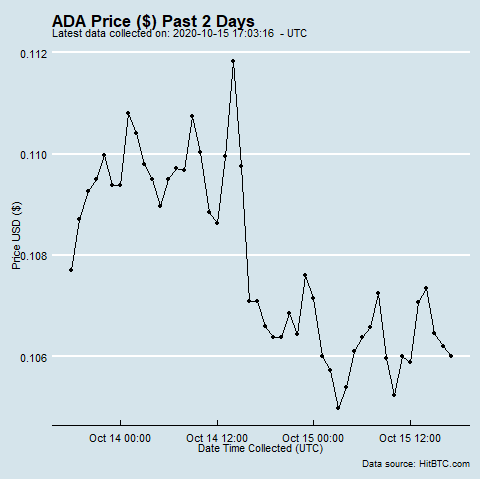 ADA Price ($) Past 2 Days
Latest data collected on: 2020-10-15 17:03:16 - UTC
0.112
0.110
0.108
0.106
Price USD ($)
Oct 14 00:00 Oct 14 12:00 Oct 15 00:00 Oct 15 12:00
Date Time Collected (UTC)
Data source: HitBTC.com